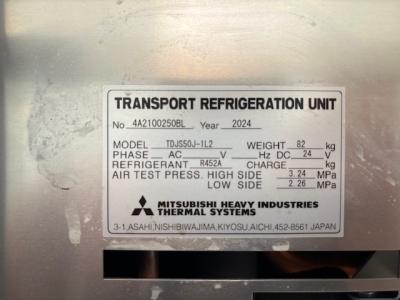 TRANSPORT REFRIGERATION UNIT
No 4A2100250BL Year 2024
MODEL TDJS50J-1L2 WEIGHT 82 kg
PHASE AC V Hz DC 24 V
REFRIGERANT R452A CHARGE kg
AIR TEST PRESS. HIGH SIDE 3.24 MPa
LOW SIDE 2.26 MPa
MITSUBISHI HEAVY INDUSTRIES
THERMAL SYSTEMS
3-1,ASAHI,NISHIBIWAJIMA,KIYOSU,AICHI,452-8561 JAPAN